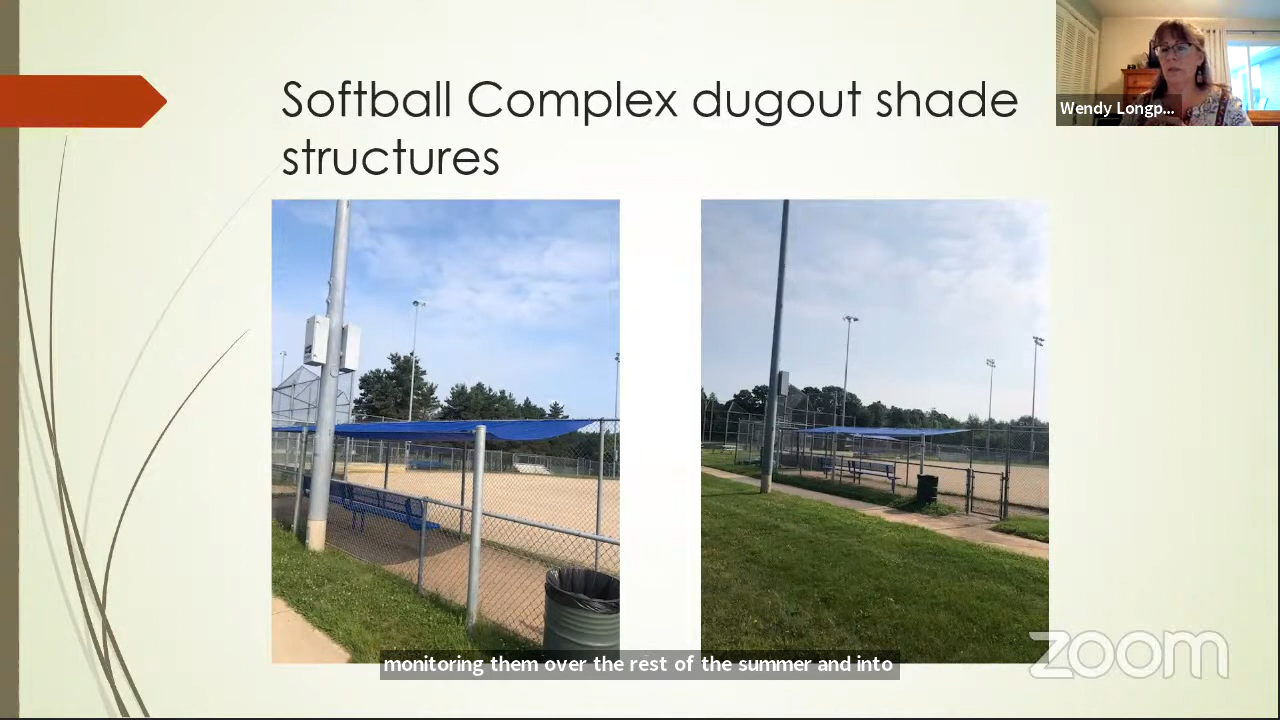 Softball Complex dugout shade
structures
Wendy Longp...
monitoring them over the rest of the summer and into
zoom